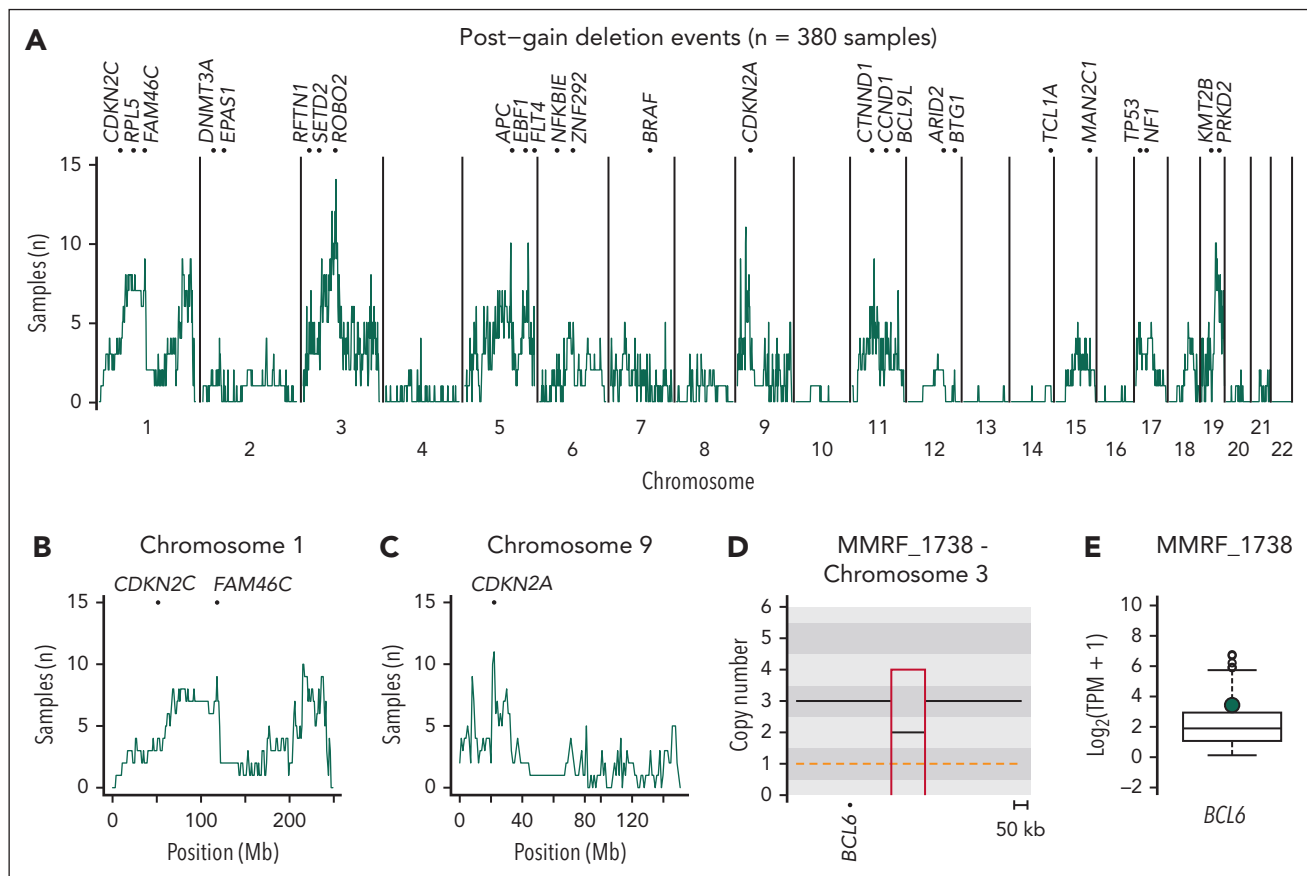 A
Post-gain deletion events (n = 380 samples)
CDKN2C
RPL5
FAM46C
DNMT3A
EPAS1
RFTN1
SETD2
ROBO2
APC
EBF1
FLT4
NFKBIE
ZNF292
BRAF
CDKN2A
CTNND1
CCND1
BCL9L
ARID2
BTG1
TCL1A
MAN2C1
TP53
NF1
KMT2B
PRKD2
Samples (n)
15
10
5
0
1 3 5 7 9 11 13 15 17 19 21
2 4 6 8 10 12 14 16 18 20 22
Chromosome
B
Chromosome 1
CDKN2C FAM46C
Samples (n)
15
10
5
0
0 100 200
Position (Mb)
C
Chromosome 9
CDKN2A
Samples (n)
15
10
5
0
0 40 80 120
Position (Mb)
D
MMRF_1738 -
Chromosome 3
Copy number
6
5
4
3
2
1
0
BCL6
50 kb
E
MMRF_1738
Log2(TPM + 1)
10
8
6
4
2
0
−2
BCL6